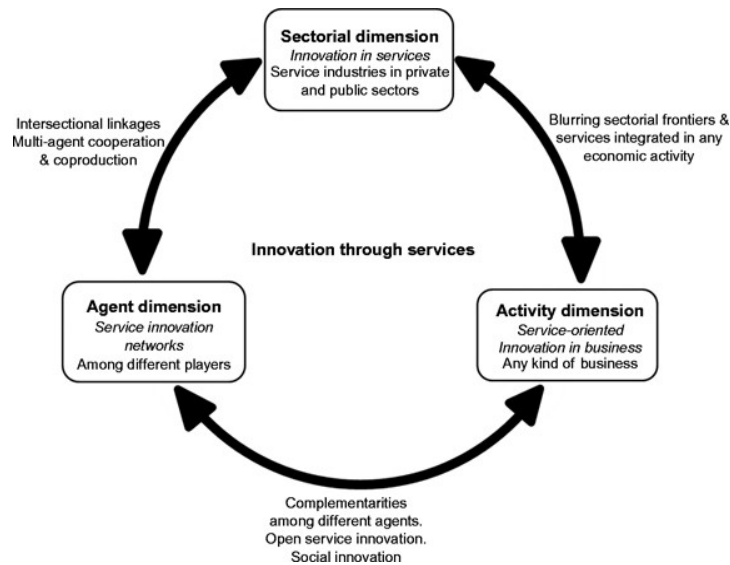 Sectorial dimension
Innovation in services
Service industries in private
and public sectors
Intersectional linkages
Multi-agent cooperation
& coproduction
Blurring sectorial frontiers &
services integrated in any
economic activity
Innovation through services
Agent dimension
Service innovation
networks
Among different players
Activity dimension
Service-oriented
Innovation in business
Any kind of business
Complementarities
among different agents.
Open service innovation.
Social innovation